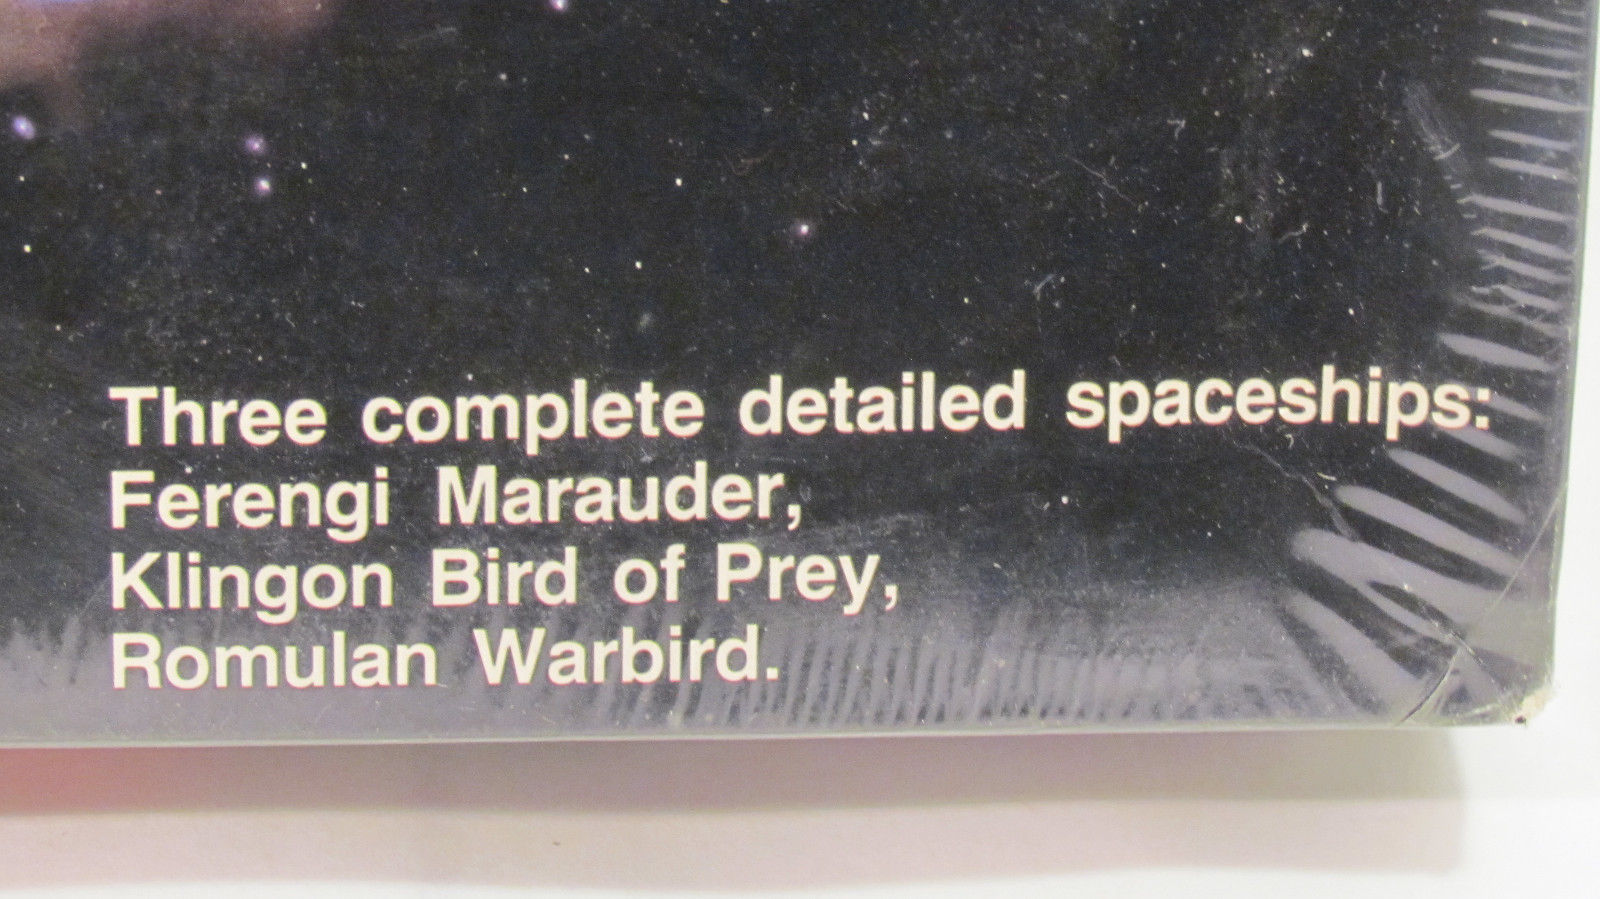 Three complete detailed spaceships:
Ferengi Marauder,
Klingon Bird of Prey,
Romulan Warbird.